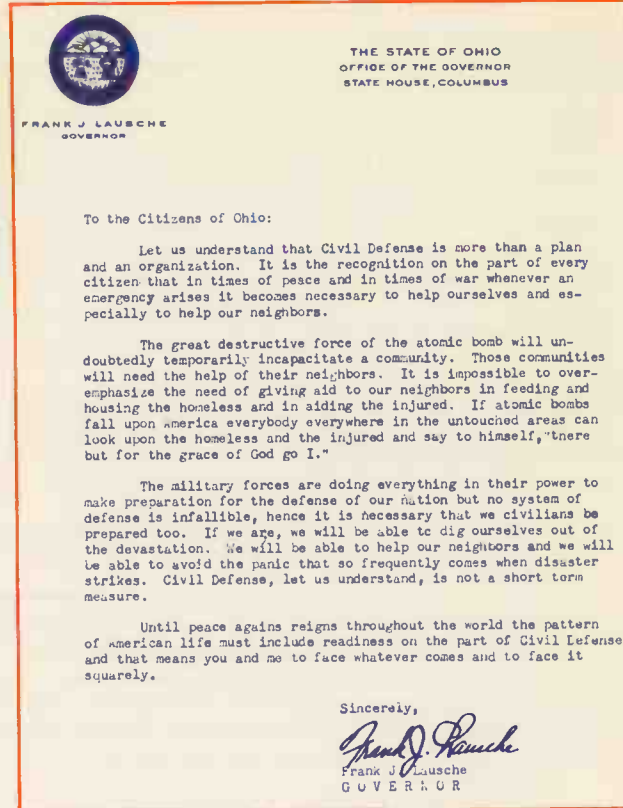 THE STATE OF OHIO
OFFICE OF THE GOVERNOR
STATE HOUSE, COLUMBUS
FRANK J LAUSCHE
GOVERNOR
To the Citizens of Ohio:
Let us understand that Civil Defense is more than a plan
and an organization. It is the recognition on the part of every
citizen that in times of peace and in times of war whenever an
emergency arises it becomes necessary to help ourselves and es-
pecially to help our neighbors.
The great destructive force of the atomic bomb will un-
doubtedly temporarily incapacitate a community. Those communities
will need the help of their neighbors. It is impossible to over-
emphasize the need of giving aid to our neighbors in feeding and
housing the homeless and in aiding the injured. If atomic bombs
fall upon America everybody everywhere in the untouched areas can
look upon the homeless and the injured and say to himself,"there
but for the grace of God go I."
The military forces are doing everything in their power to
make preparation for the defense of our nation but no system of
defense is infallible, hence it is necessary that we civilians be
prepared too. If we are, we will be able to dig ourselves out of
the devastation. We will be able to help our neighbors and we will
be able to avoid the panic that so frequently comes when disaster
strikes. Civil Defense, let us understand, is not a short term
measure.
Until peace agains reigns throughout the world the pattern
of American life must include readiness on the part of Civil Defense
and that means you and me to face whatever comes and to face it
squarely.
Sincerely,
Frank J. Lausche
Frank J Lausche
GOVERNOR